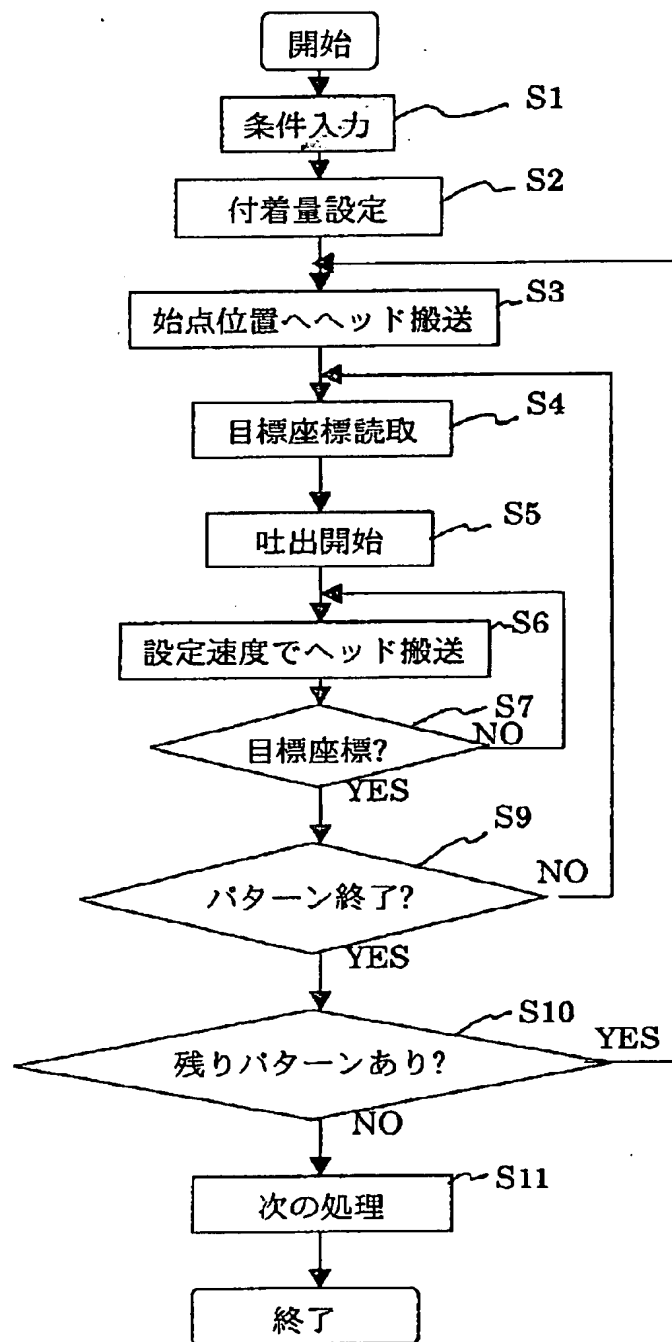 開始
条件入力
S1
付着量設定
S2
始点位置へヘッド搬送
S3
目標座標読取
S4
吐出開始
S5
設定速度でヘッド搬送
S6
目標座標?
S7
NO
YES
パターン終了?
S9
NO
YES
残りパターンあり?
S10
YES
NO
次の処理
S11
終了